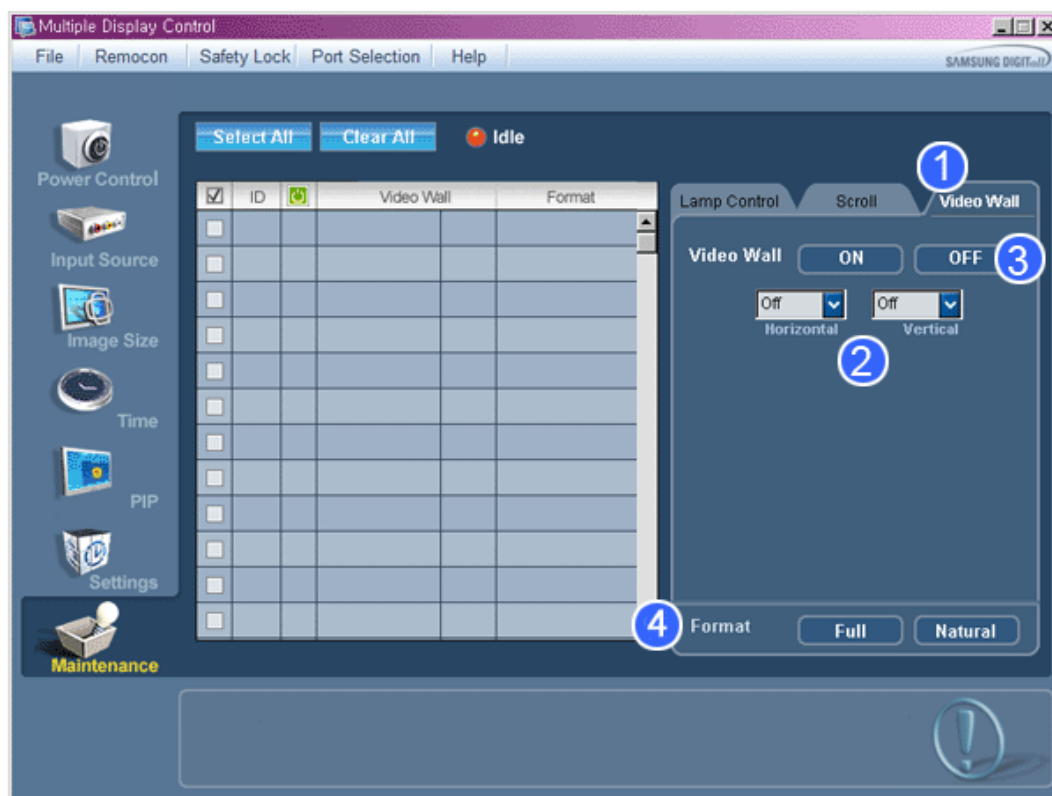 Multiple Display Control
File Remocon Safety Lock Port Selection Help
SAMSUNG DIGITall
Select All Clear All Idle
1
Power Control
ID Video Wall Format
Lamp Control Scroll Video Wall
Input Source
Video Wall ON OFF 3
Off Off
Horizontal Vertical
Image Size
2
Time
PIP
Settings
4 Format Full Natural
Maintenance